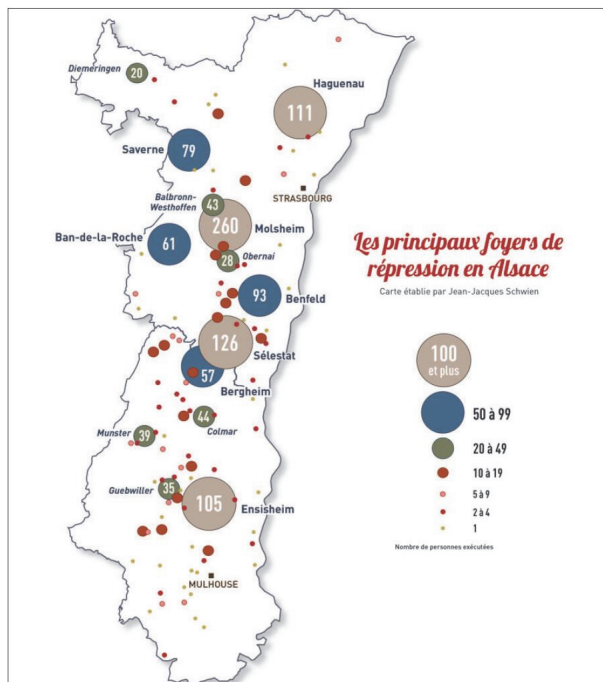 Diemeringen
20
Haguenau
111
Saverne
79
STRASBOURG
Balbronn-
Westhoffen
43
260
Molsheim
Ban-de-la-Roche
61
Obernai
28
93
Benfeld
126
Sélestat
57
Bergheim
44
Colmar
Munster
39
Guebwiller
35
105
Ensisheim
MULHOUSE
Les principaux foyers de
répression en Alsace
Carte établie par Jean-Jacques Schwien
100
et plus
50 à 99
20 à 49
10 à 19
5 à 9
2 à 4
1
Nombre de personnes exécutées